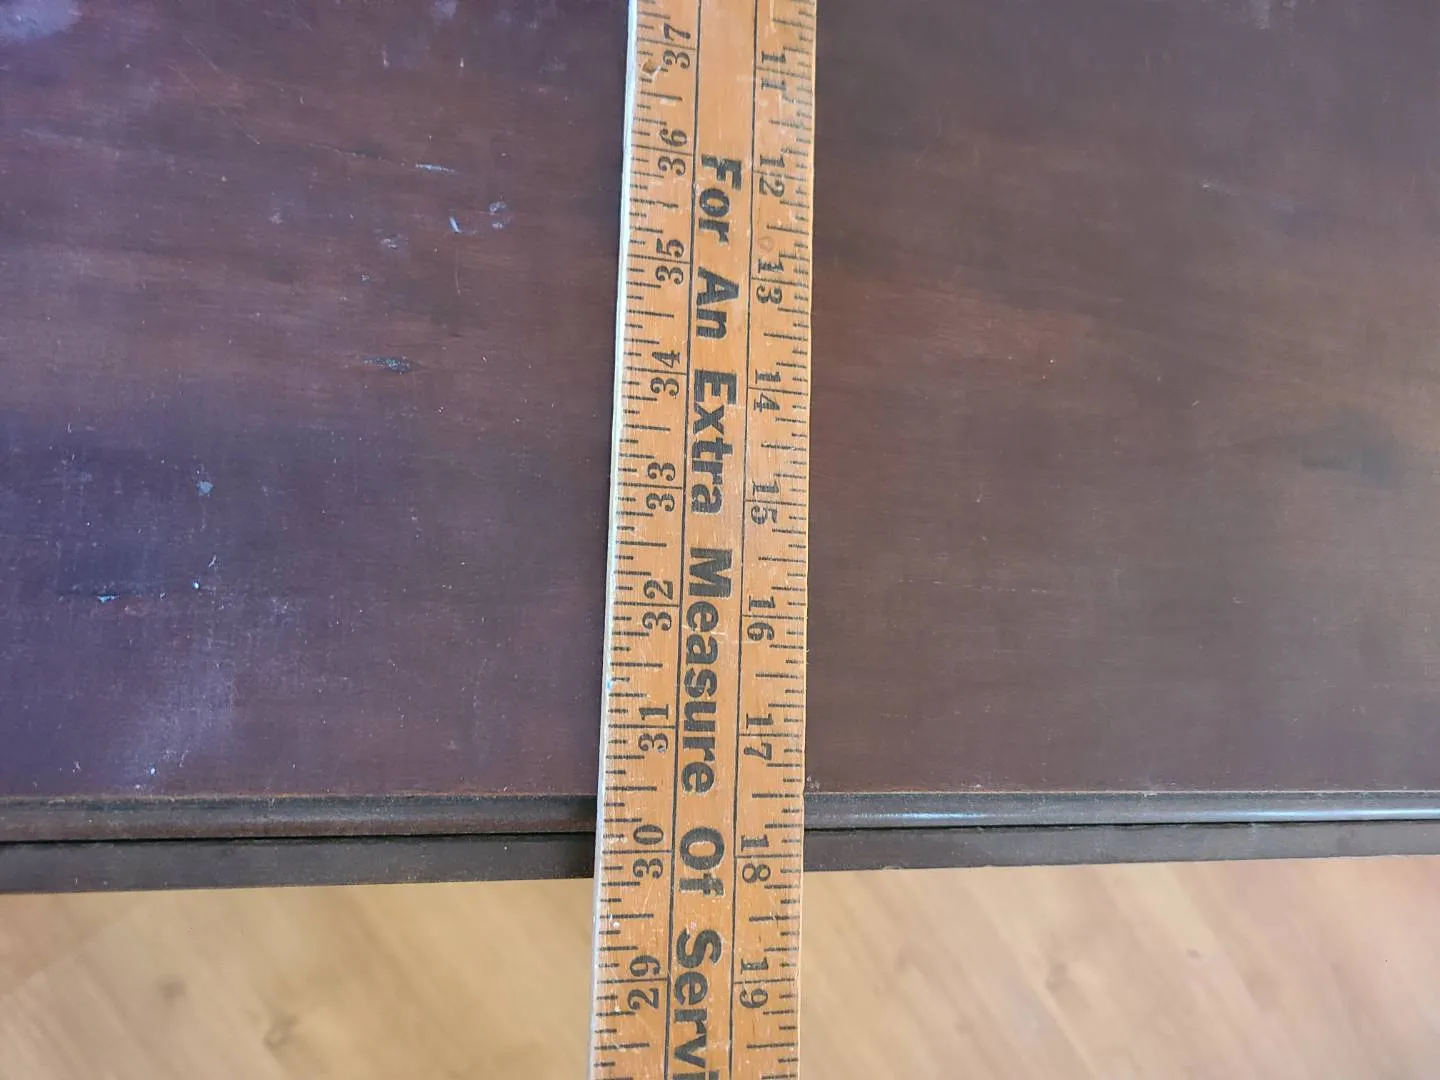 37 36 35 34 33 32 31 30 29
For An Extra Measure Of Servi
11 12 13 14 15 16 17 18 19